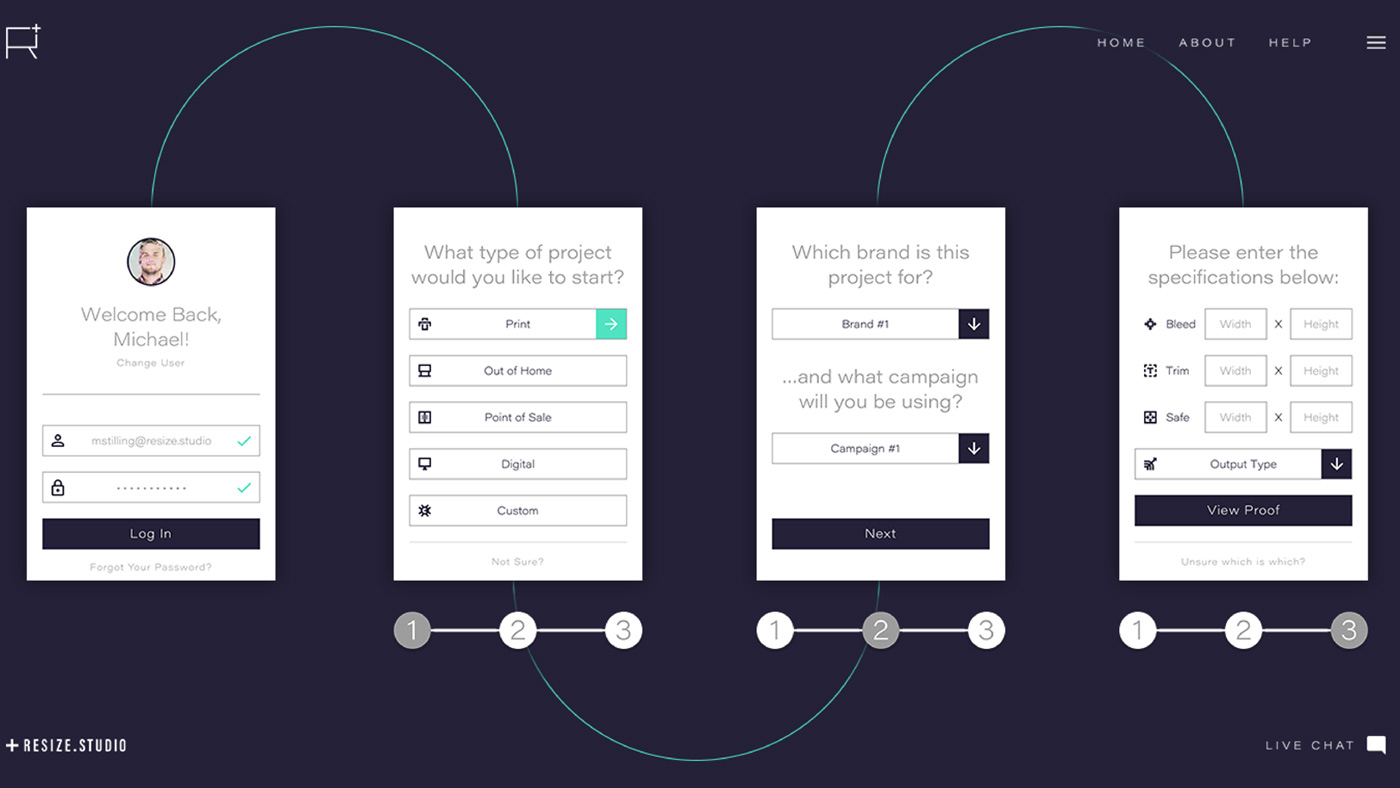 R+
HOME ABOUT HELP
Welcome Back,
Michael!
Change User
mstilling@resize.studio
Log In
Forgot Your Password?
What type of project
would you like to start?
Print
Out of Home
Point of Sale
Digital
Custom
Not Sure?
1 2 3
Which brand is this
project for?
Brand #1
...and what campaign
will you be using?
Campaign #1
Next
1 2 3
Please enter the
specifications below:
Bleed Width X Height
Trim Width X Height
Safe Width X Height
Output Type
View Proof
Unsure which is which?
1 2 3
+RESIZE.STUDIO
LIVE CHAT